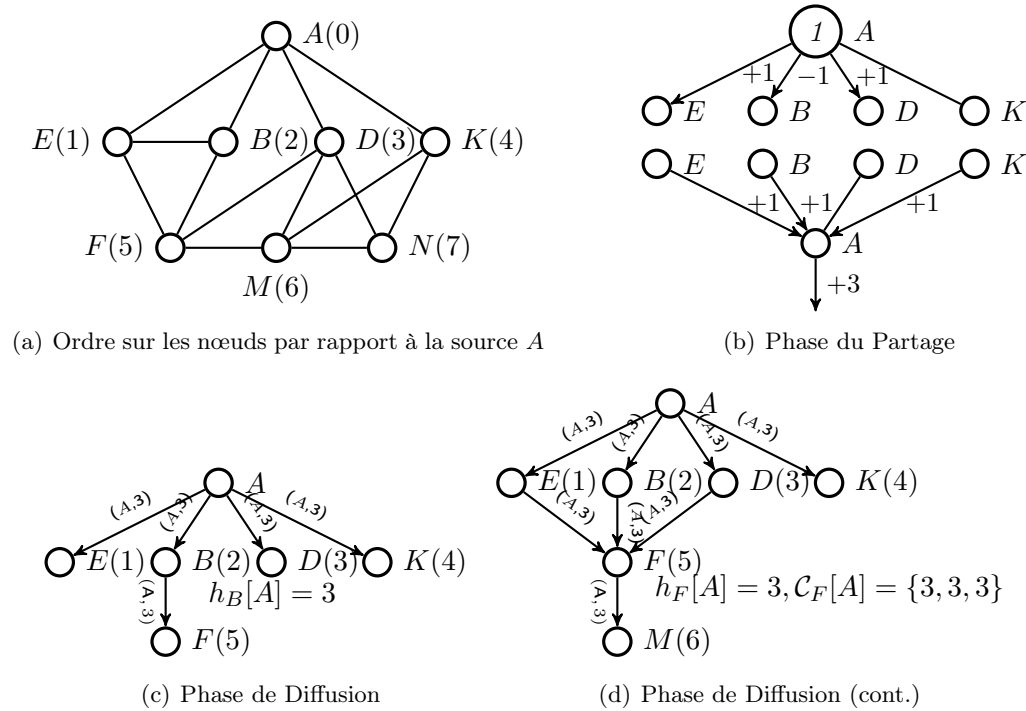 A(0)
E(1) B(2) D(3) K(4)
F(5) N(7)
M(6)
(a) Ordre sur les nœuds par rapport à la source A
1 A
+1 −1 +1
E B D K
E B D K
+1 +1 +1
A
+3
(b) Phase du Partage
A
(A,3) (A,3) (A,3) (A,3)
E(1) B(2) D(3) K(4)
h_B[A] = 3
(A,3)
F(5)
(c) Phase de Diffusion
A
(A,3) (A,3) (A,3) (A,3)
E(1) B(2) D(3) K(4)
(A,3) (A,3) (A,3)
F(5)
h_F[A] = 3, C_F[A] = {3, 3, 3}
(A,3)
M(6)
(d) Phase de Diffusion (cont.)